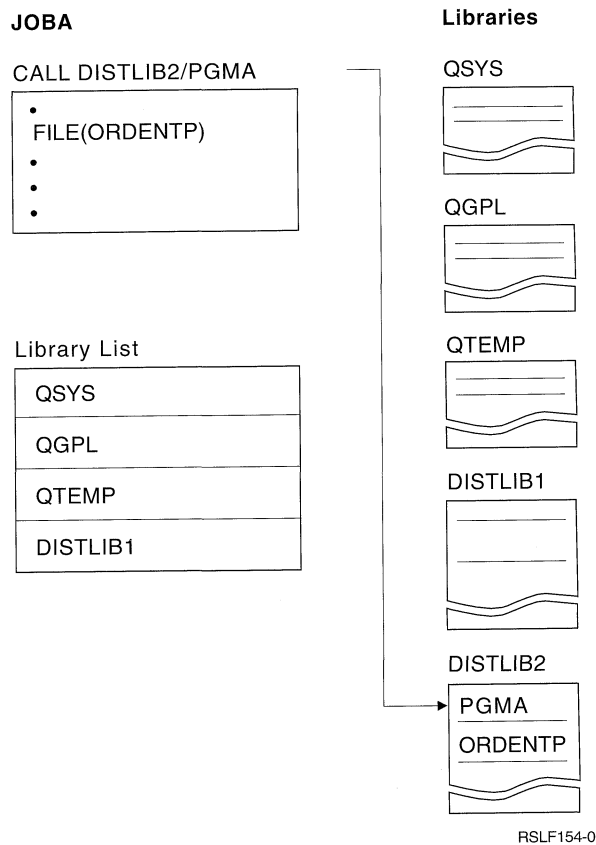 JOBA
CALL DISTLIB2/PGMA
•
FILE(ORDENTP)
•
•
•
Library List
QSYS
QGPL
QTEMP
DISTLIB1
Libraries
QSYS
QGPL
QTEMP
DISTLIB1
DISTLIB2
PGMA
ORDENTP
RSLF154-0